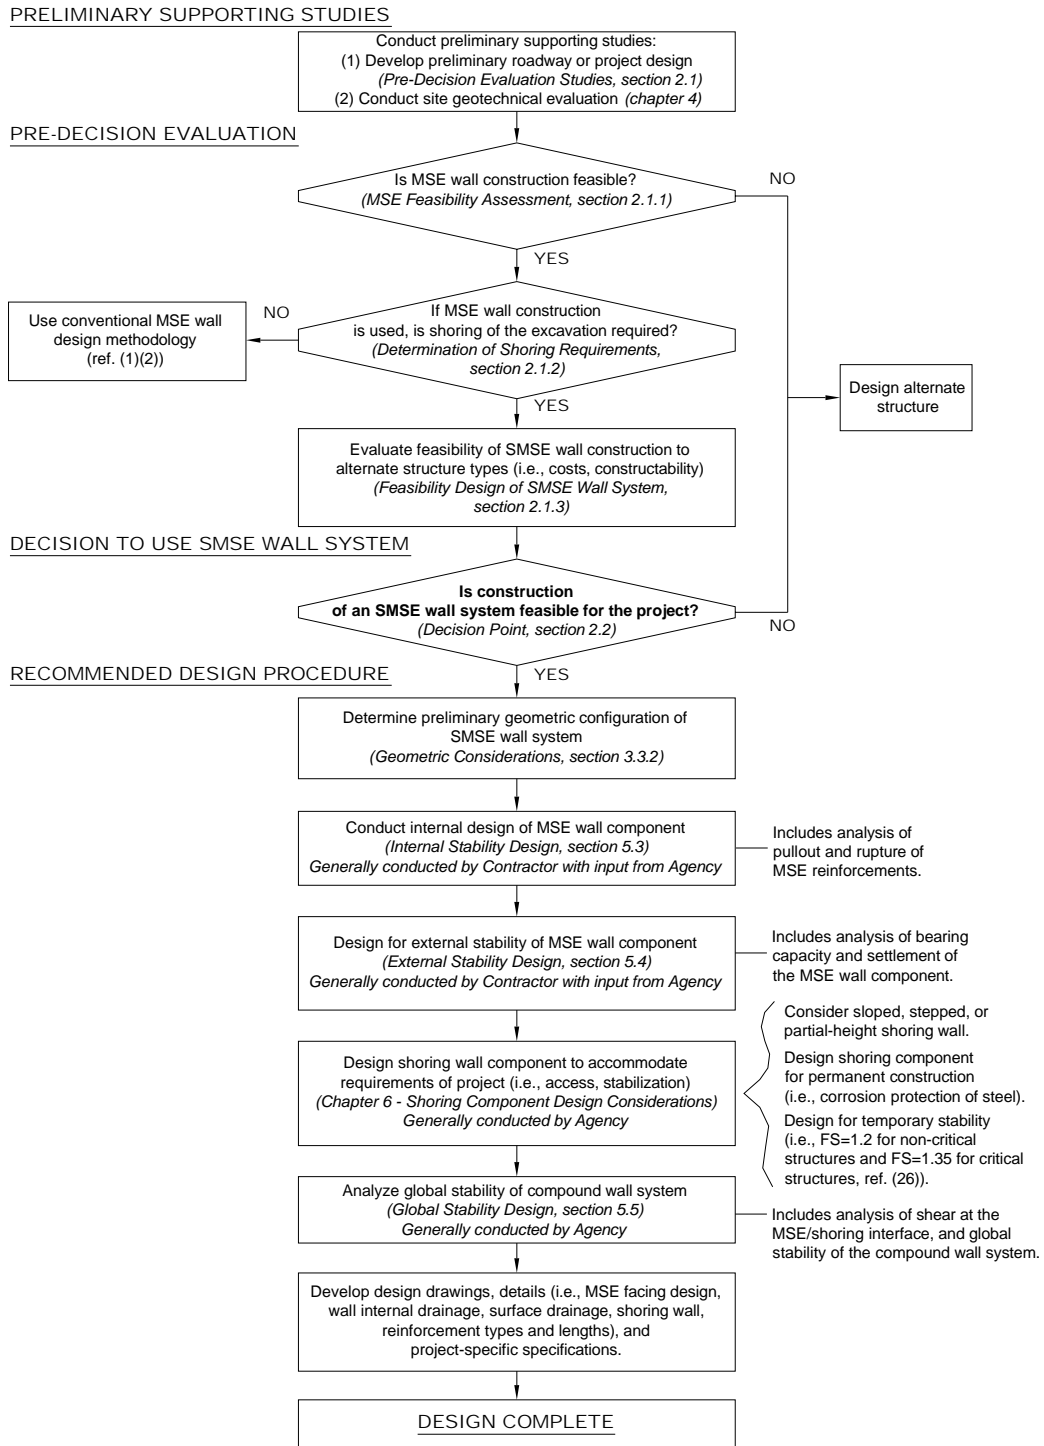 PRELIMINARY SUPPORTING STUDIES
Conduct preliminary supporting studies:
(1) Develop preliminary roadway or project design
(Pre-Decision Evaluation Studies, section 2.1)
(2) Conduct site geotechnical evaluation (chapter 4)
PRE-DECISION EVALUATION
Is MSE wall construction feasible?
(MSE Feasibility Assessment, section 2.1.1)
NO
YES
If MSE wall construction
is used, is shoring of the excavation required?
(Determination of Shoring Requirements,
section 2.1.2)
NO
Use conventional MSE wall
design methodology
(ref. (1)(2))
YES
Design alternate
structure
Evaluate feasibility of SMSE wall construction to
alternate structure types (i.e., costs, constructability)
(Feasibility Design of SMSE Wall System,
section 2.1.3)
DECISION TO USE SMSE WALL SYSTEM
Is construction
of an SMSE wall system feasible for the project?
(Decision Point, section 2.2)
NO
YES
RECOMMENDED DESIGN PROCEDURE
Determine preliminary geometric configuration of
SMSE wall system
(Geometric Considerations, section 3.3.2)
Conduct internal design of MSE wall component
(Internal Stability Design, section 5.3)
Generally conducted by Contractor with input from Agency
Includes analysis of
pullout and rupture of
MSE reinforcements.
Design for external stability of MSE wall component
(External Stability Design, section 5.4)
Generally conducted by Contractor with input from Agency
Includes analysis of bearing
capacity and settlement of
the MSE wall component.
Design shoring wall component to accommodate
requirements of project (i.e., access, stabilization)
(Chapter 6 - Shoring Component Design Considerations)
Generally conducted by Agency
Consider sloped, stepped, or
partial-height shoring wall.
Design shoring component
for permanent construction
(i.e., corrosion protection of steel).
Design for temporary stability
(i.e., FS=1.2 for non-critical
structures and FS=1.35 for critical
structures, ref. (26)).
Analyze global stability of compound wall system
(Global Stability Design, section 5.5)
Generally conducted by Agency
Includes analysis of shear at the
MSE/shoring interface, and global
stability of the compound wall system.
Develop design drawings, details (i.e., MSE facing design,
wall internal drainage, surface drainage, shoring wall,
reinforcement types and lengths), and
project-specific specifications.
DESIGN COMPLETE